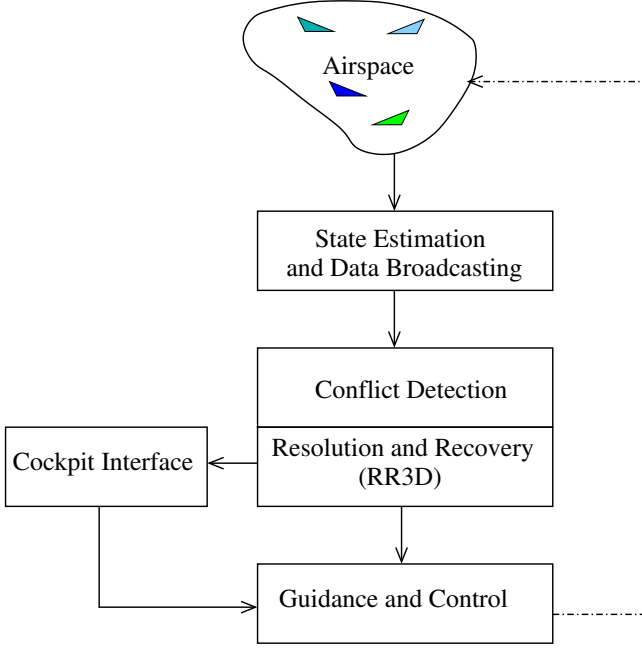 Airspace
State Estimation
and Data Broadcasting
Conflict Detection
Resolution and Recovery
(RR3D)
Cockpit Interface
Guidance and Control